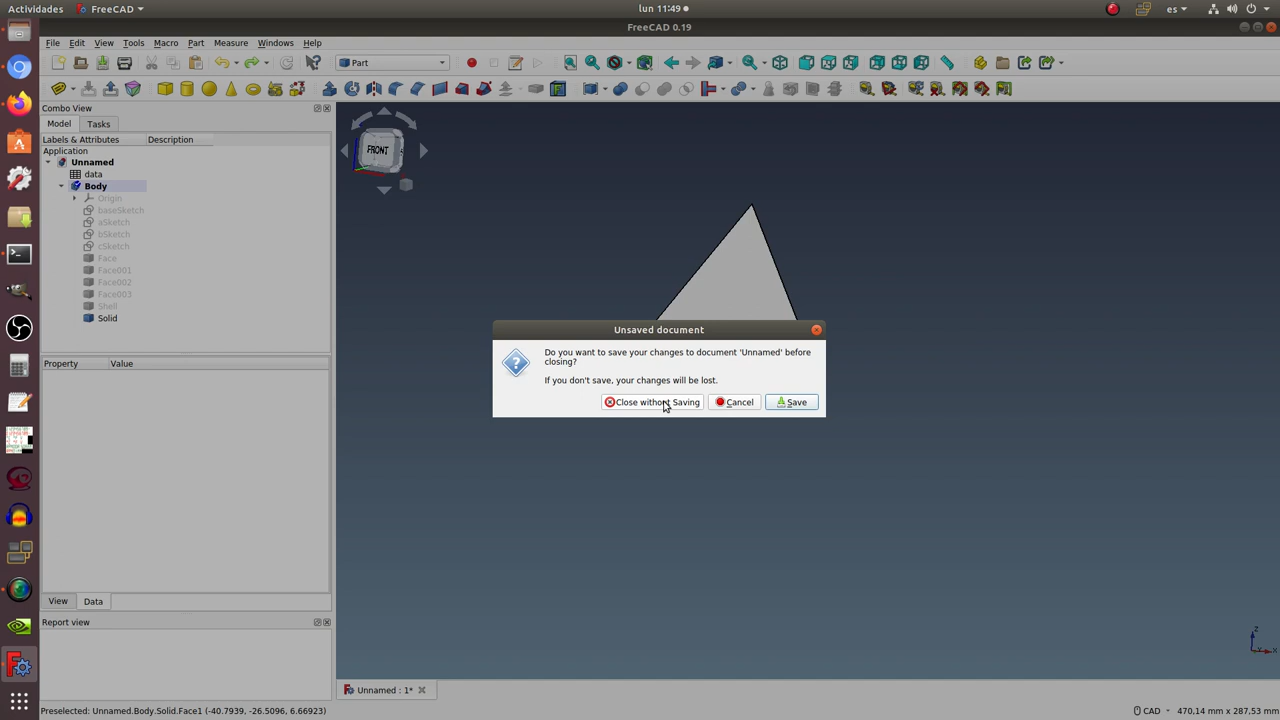 Actividades
FreeCAD
lun 11:49
es
FreeCAD 0.19
File Edit View Tools Macro Part Measure Windows Help
Part
Combo View
Model Tasks
Labels & Attributes Description
Application
Unnamed
data
Body
Origin
baseSketch
aSketch
bSketch
cSketch
Face
Face001
Face002
Face003
Shell
Solid
FRONT
Unsaved document
Do you want to save your changes to document 'Unnamed' before
closing?
If you don't save, your changes will be lost.
Close without Saving Cancel Save
Property Value
View Data
Report view
Z
X
Unnamed : 1*
Preselected: Unnamed.Body.Solid.Face1 (-40.7939, -26.5096, 6.66923)
CAD 470,14 mm x 287,53 mm